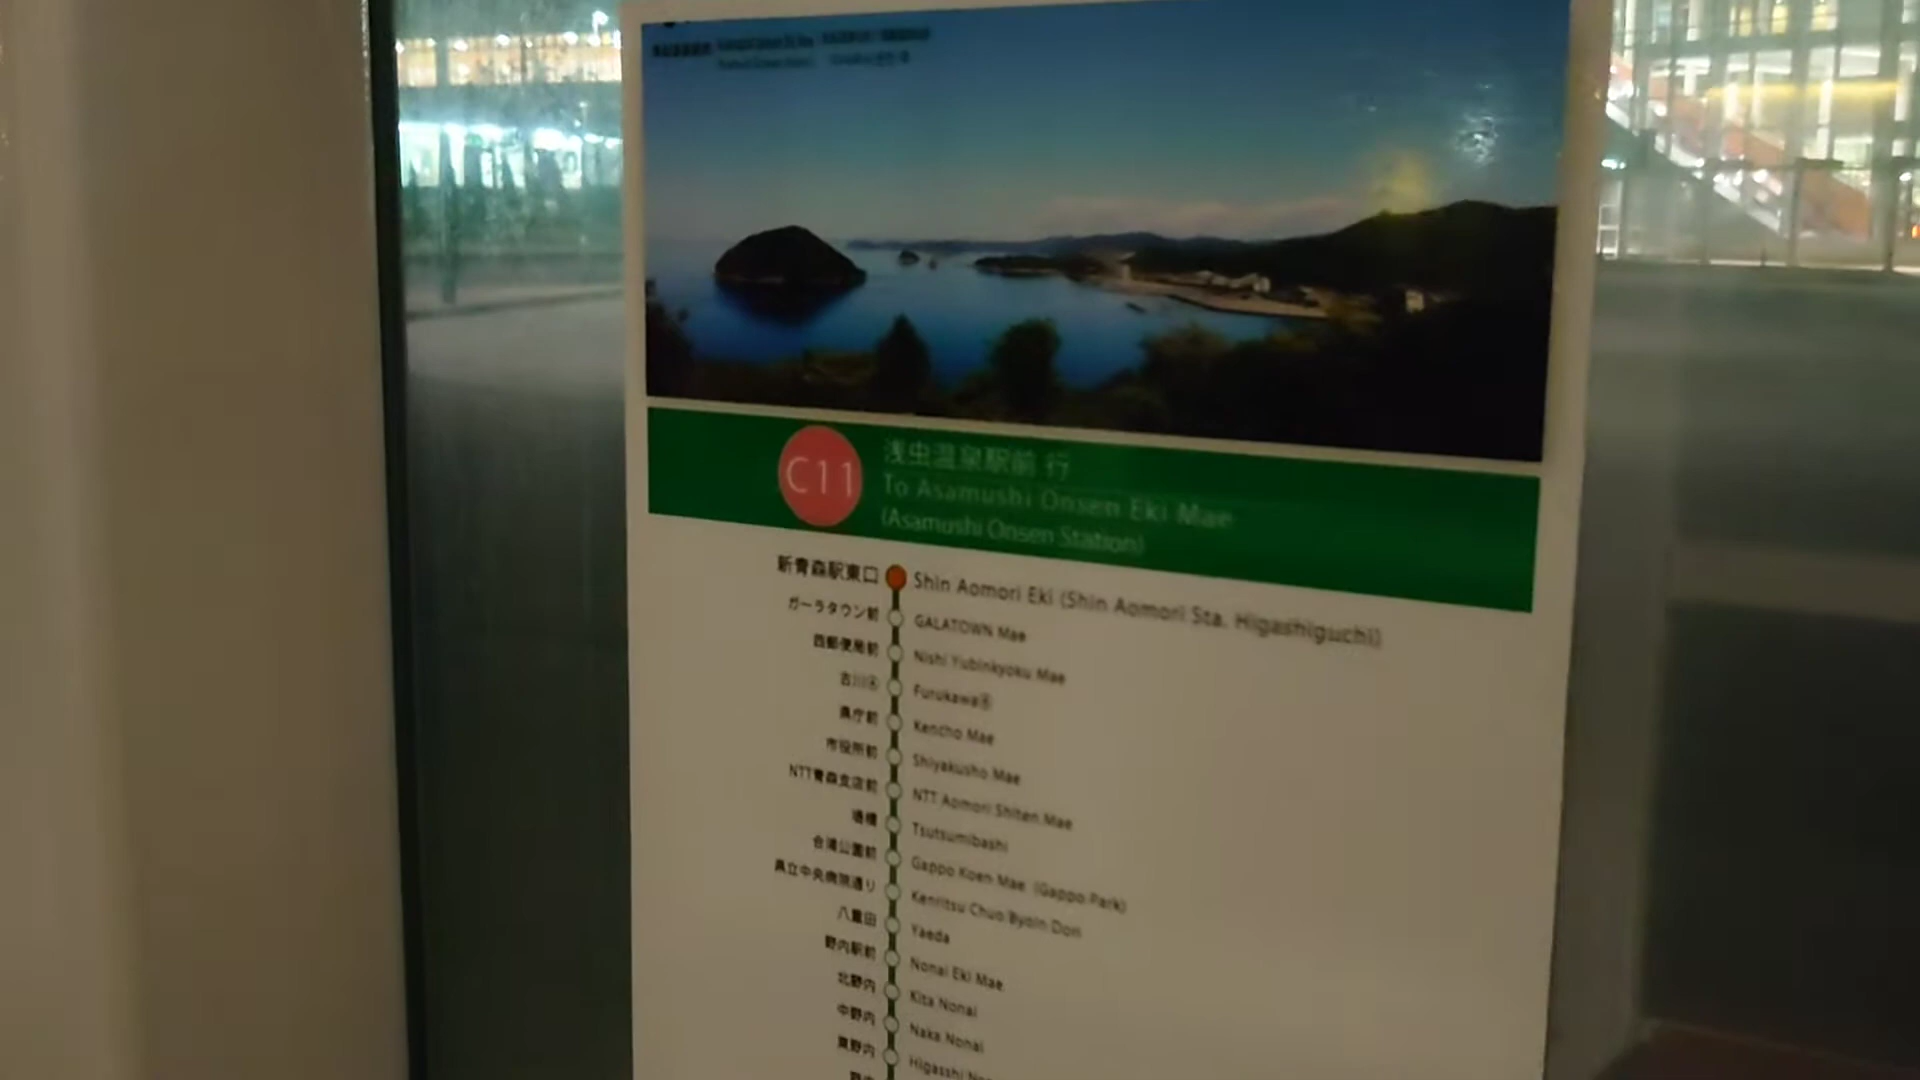 C11
浅虫温泉駅前 行
To Asamushi Onsen Eki Mae
(Asamushi Onsen Station)
新青森駅東口 Shin Aomori Eki (Shin Aomori Sta. Higashiguchi)
ガーラタウン前 GALATOWN Mae
西郵便局前 Nishi Yubinkyoku Mae
古川 Furukawa
県庁前 Kencho Mae
市役所前 Shiyakusho Mae
NTT青森支店前 NTT Aomori Shiten Mae
堤橋 Tsutsumibashi
合浦公園前 Gappo Koen Mae (Gappo Park)
県立中央病院通り Kenritsu Chuo Byoin Dori
八重田 Yaeda
野内駅前 Nonai Eki Mae
北野内 Kita Nonai
中野内 Naka Nonai
東野内 Higasshi